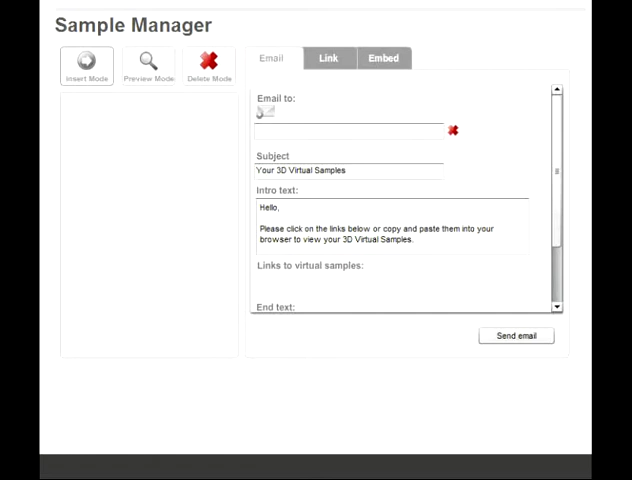 Sample Manager
Insert Mode
Preview Mode
Delete Mode
Email
Link
Embed
Email to:
Subject
Your 3D Virtual Samples
Intro text:
Hello,
Please click on the links below or copy and paste them into your
browser to view your 3D Virtual Samples.
Links to virtual samples:
End text:
Send email